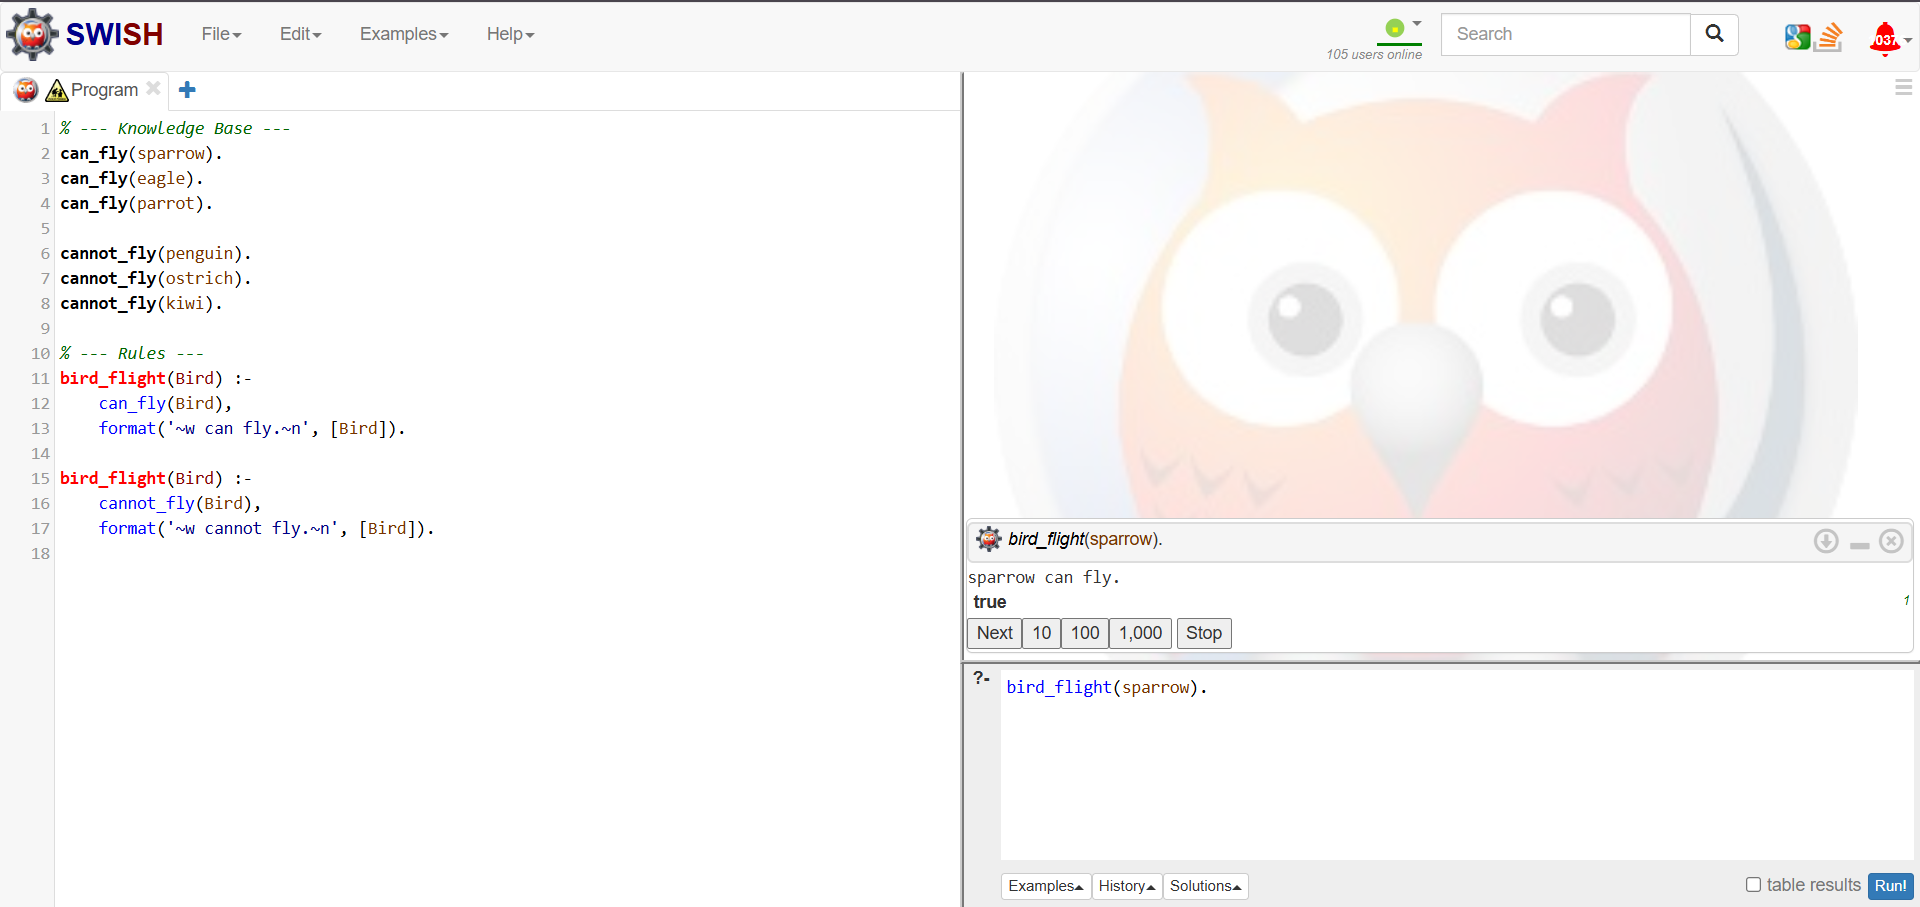 SWISH File Edit Examples Help 105 users online Search
Program
1 % --- Knowledge Base ---
2 can_fly(sparrow).
3 can_fly(eagle).
4 can_fly(parrot).
5
6 cannot_fly(penguin).
7 cannot_fly(ostrich).
8 cannot_fly(kiwi).
9
10 % --- Rules ---
11 bird_flight(Bird) :-
12 can_fly(Bird),
13 format('~w can fly.~n', [Bird]).
14
15 bird_flight(Bird) :-
16 cannot_fly(Bird),
17 format('~w cannot fly.~n', [Bird]).
18
bird_flight(sparrow).
sparrow can fly.
true 1
Next 10 100 1,000 Stop
?- bird_flight(sparrow).
Examples History Solutions table results Run!